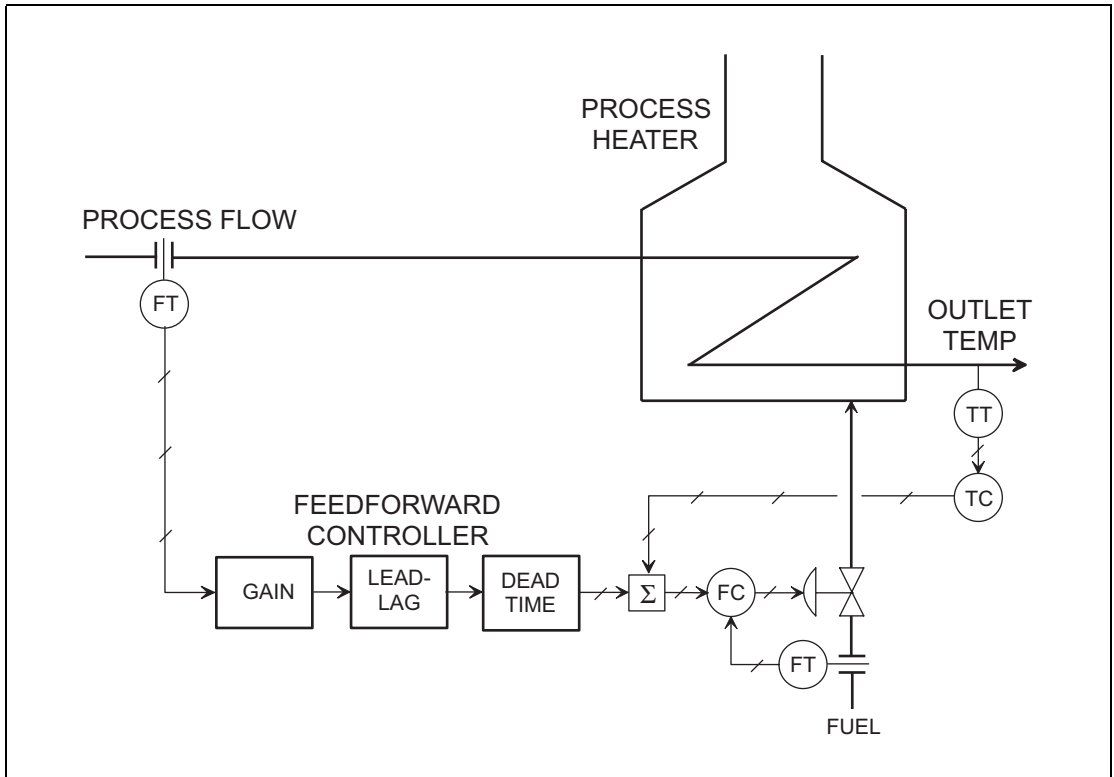 PROCESS
HEATER
PROCESS FLOW
FT
OUTLET
TEMP
TT
TC
FEEDFORWARD
CONTROLLER
GAIN
LEAD-
LAG
DEAD
TIME
Σ
FC
FT
FUEL